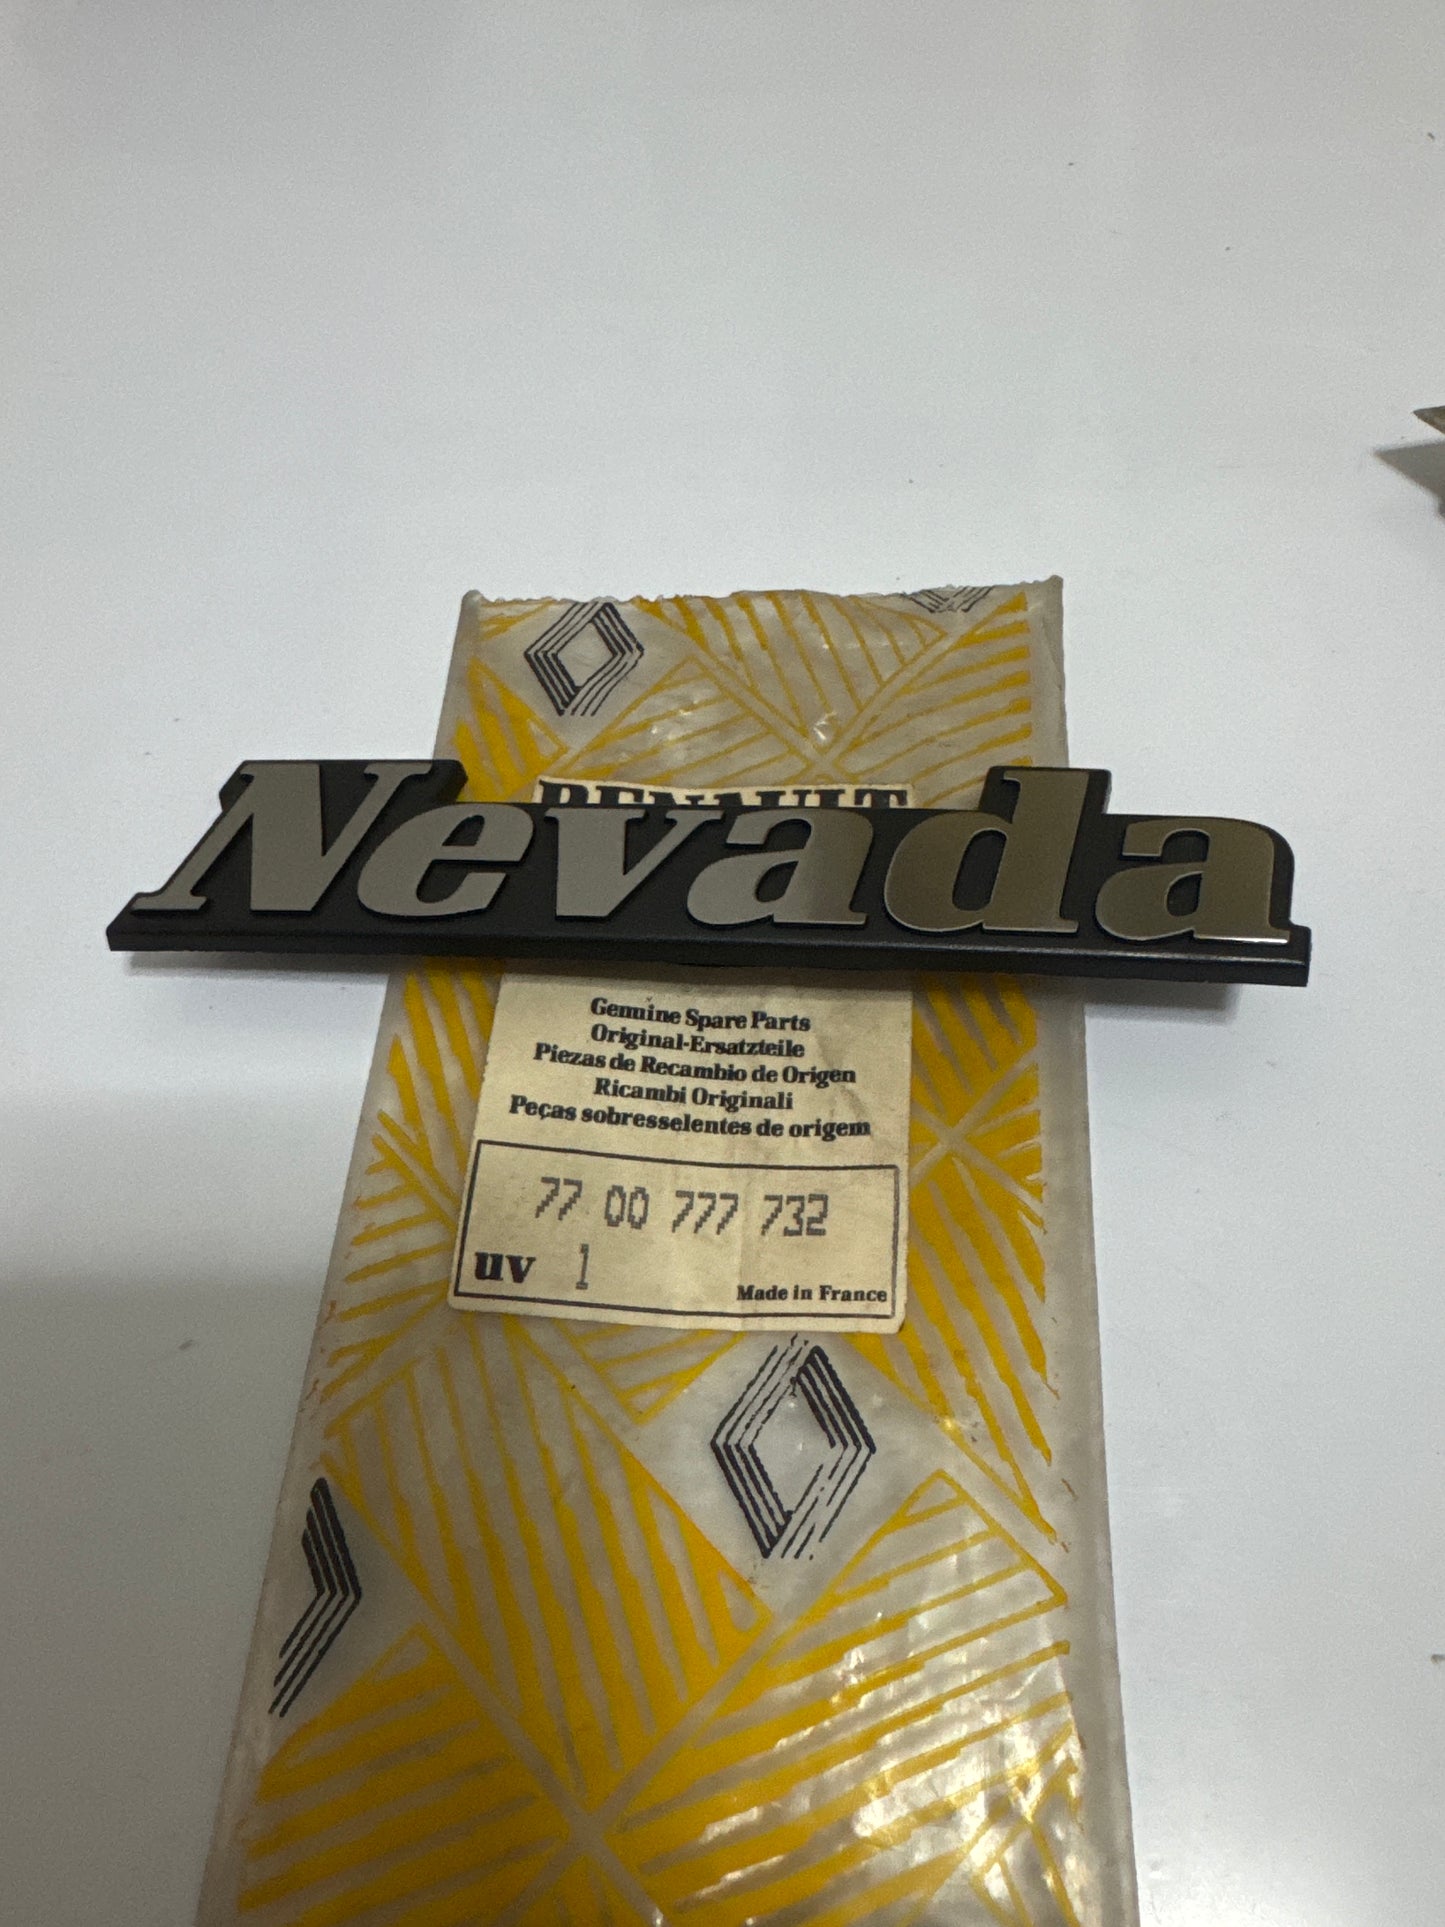 RENAULT
Nevada
Genuine Spare Parts
Original-Ersatzteile
Piezas de Recambio de Origen
Ricambi Originali
Peças sobresselentes de origem
77 00 777 732
uv 1
Made in France